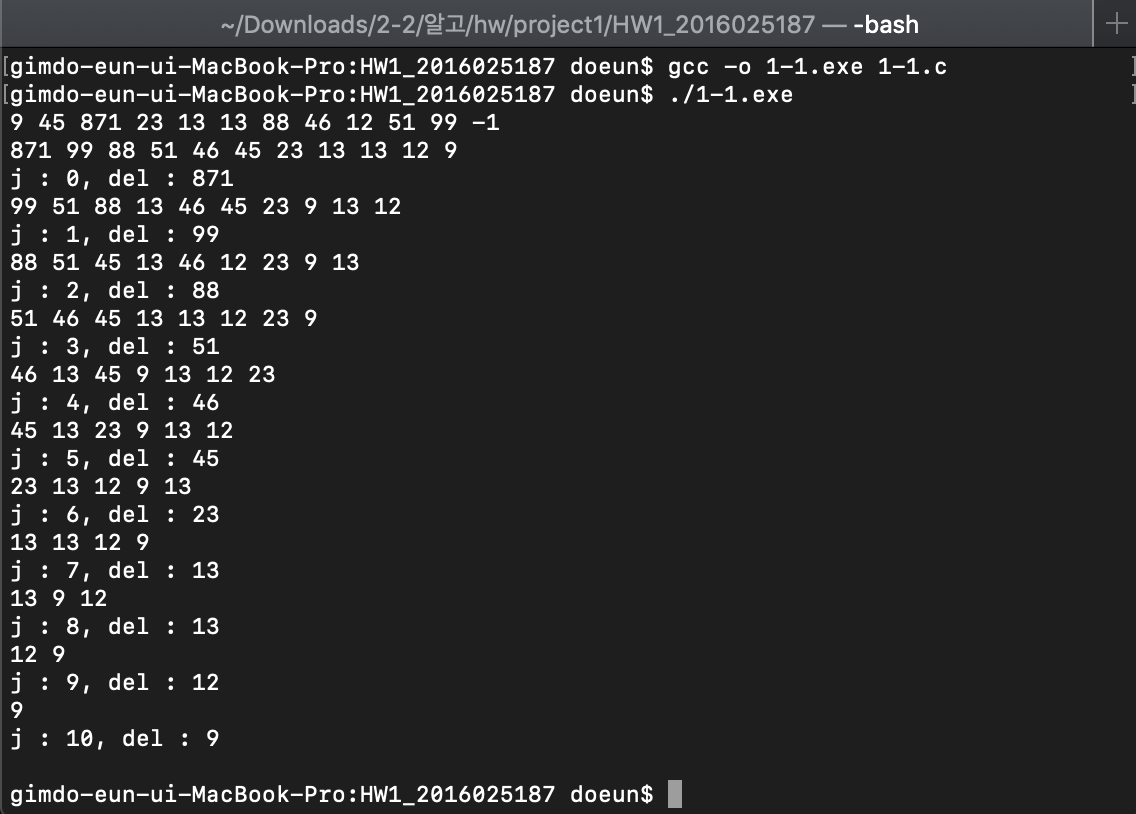 ~/Downloads/2-2/알고/hw/project1/HW1_2016025187 — -bash
[gimdo-eun-ui-MacBook-Pro:HW1_2016025187 doeun$ gcc -o 1-1.exe 1-1.c ]
[gimdo-eun-ui-MacBook-Pro:HW1_2016025187 doeun$ ./1-1.exe ]
9 45 871 23 13 13 88 46 12 51 99 -1
871 99 88 51 46 45 23 13 13 12 9
j : 0, del : 871
99 51 88 13 46 45 23 9 13 12
j : 1, del : 99
88 51 45 13 46 12 23 9 13
j : 2, del : 88
51 46 45 13 13 12 23 9
j : 3, del : 51
46 13 45 9 13 12 23
j : 4, del : 46
45 13 23 9 13 12
j : 5, del : 45
23 13 12 9 13
j : 6, del : 23
13 13 12 9
j : 7, del : 13
13 9 12
j : 8, del : 13
12 9
j : 9, del : 12
9
j : 10, del : 9
gimdo-eun-ui-MacBook-Pro:HW1_2016025187 doeun$